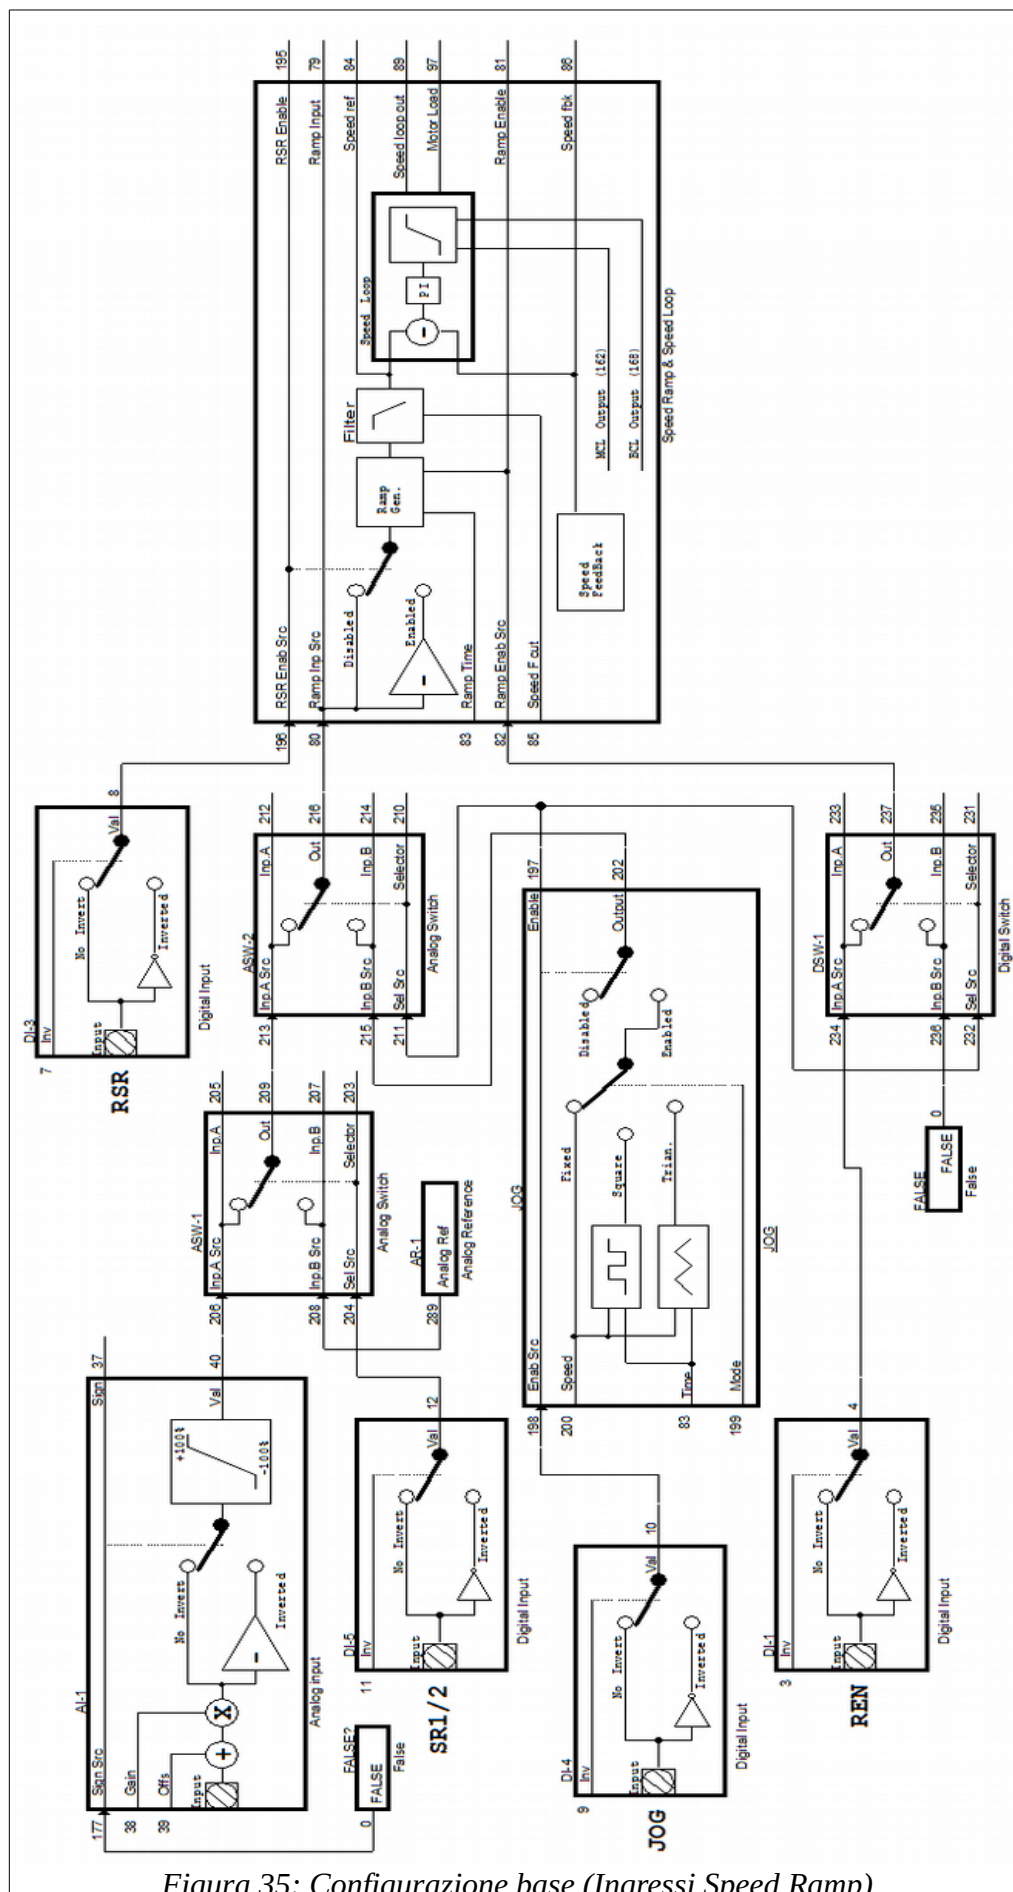 195
79
84
89
97
81
86
RSR Enable
Ramp Input
Speed ref
Speed loop out
Motor Load
Ramp Enable
Speed fbk
Speed Loop
PI
-
Filter
Ramp
Gen.
Disabled
Enabled
-
Speed
FeedBack
MCL Output (162)
BCL Output (168)
RSR Enab Src
Ramp Inp Src
Ramp Time
Ramp Enab Src
Speed F cut
196
80
83
82
85
Speed Ramp & Speed Loop
DI-3
8
Val
No Invert
Inverted
Inv
Input
7
Digital Input
RSR
ASW-2
212
216
214
210
Inp.A
Out
Inp.B
Selector
Inp.A Src
Inp.B Src
Sel Src
213
215
211
Analog Switch
ASW-1
205
209
207
203
Inp.A
Out
Inp.B
Selector
Inp.A Src
Inp.B Src
Sel Src
206
208
204
Analog Switch
AR-1
Analog Ref
289
Analog Reference
JOG
197
202
Enable
Output
Disabled
Enabled
Fixed
Square
Trian.
Enab Src
Speed
Time
Mode
198
200
83
199
JOG
DSW-1
233
237
235
231
Inp.A
Out
Inp.B
Selector
Inp.A Src
Inp.B Src
Sel Src
234
236
232
Digital Switch
FALSE
0
FALSE
False
AI-1
37
40
Sign
Val
+100%
-100%
No Invert
Inverted
-
X
+
Sign Src
Gain
Offs
Input
177
38
39
Analog input
DI-5
12
Val
No Invert
Inverted
Inv
Input
11
Digital Input
SR1/2
FALSE?
FALSE
0
False
DI-4
10
Val
No Invert
Inverted
Inv
Input
9
Digital Input
JOG
DI-1
4
Val
No Invert
Inverted
Inv
Input
3
Digital Input
REN
Figura 35: Configurazione base (Ingressi Speed Ramp)